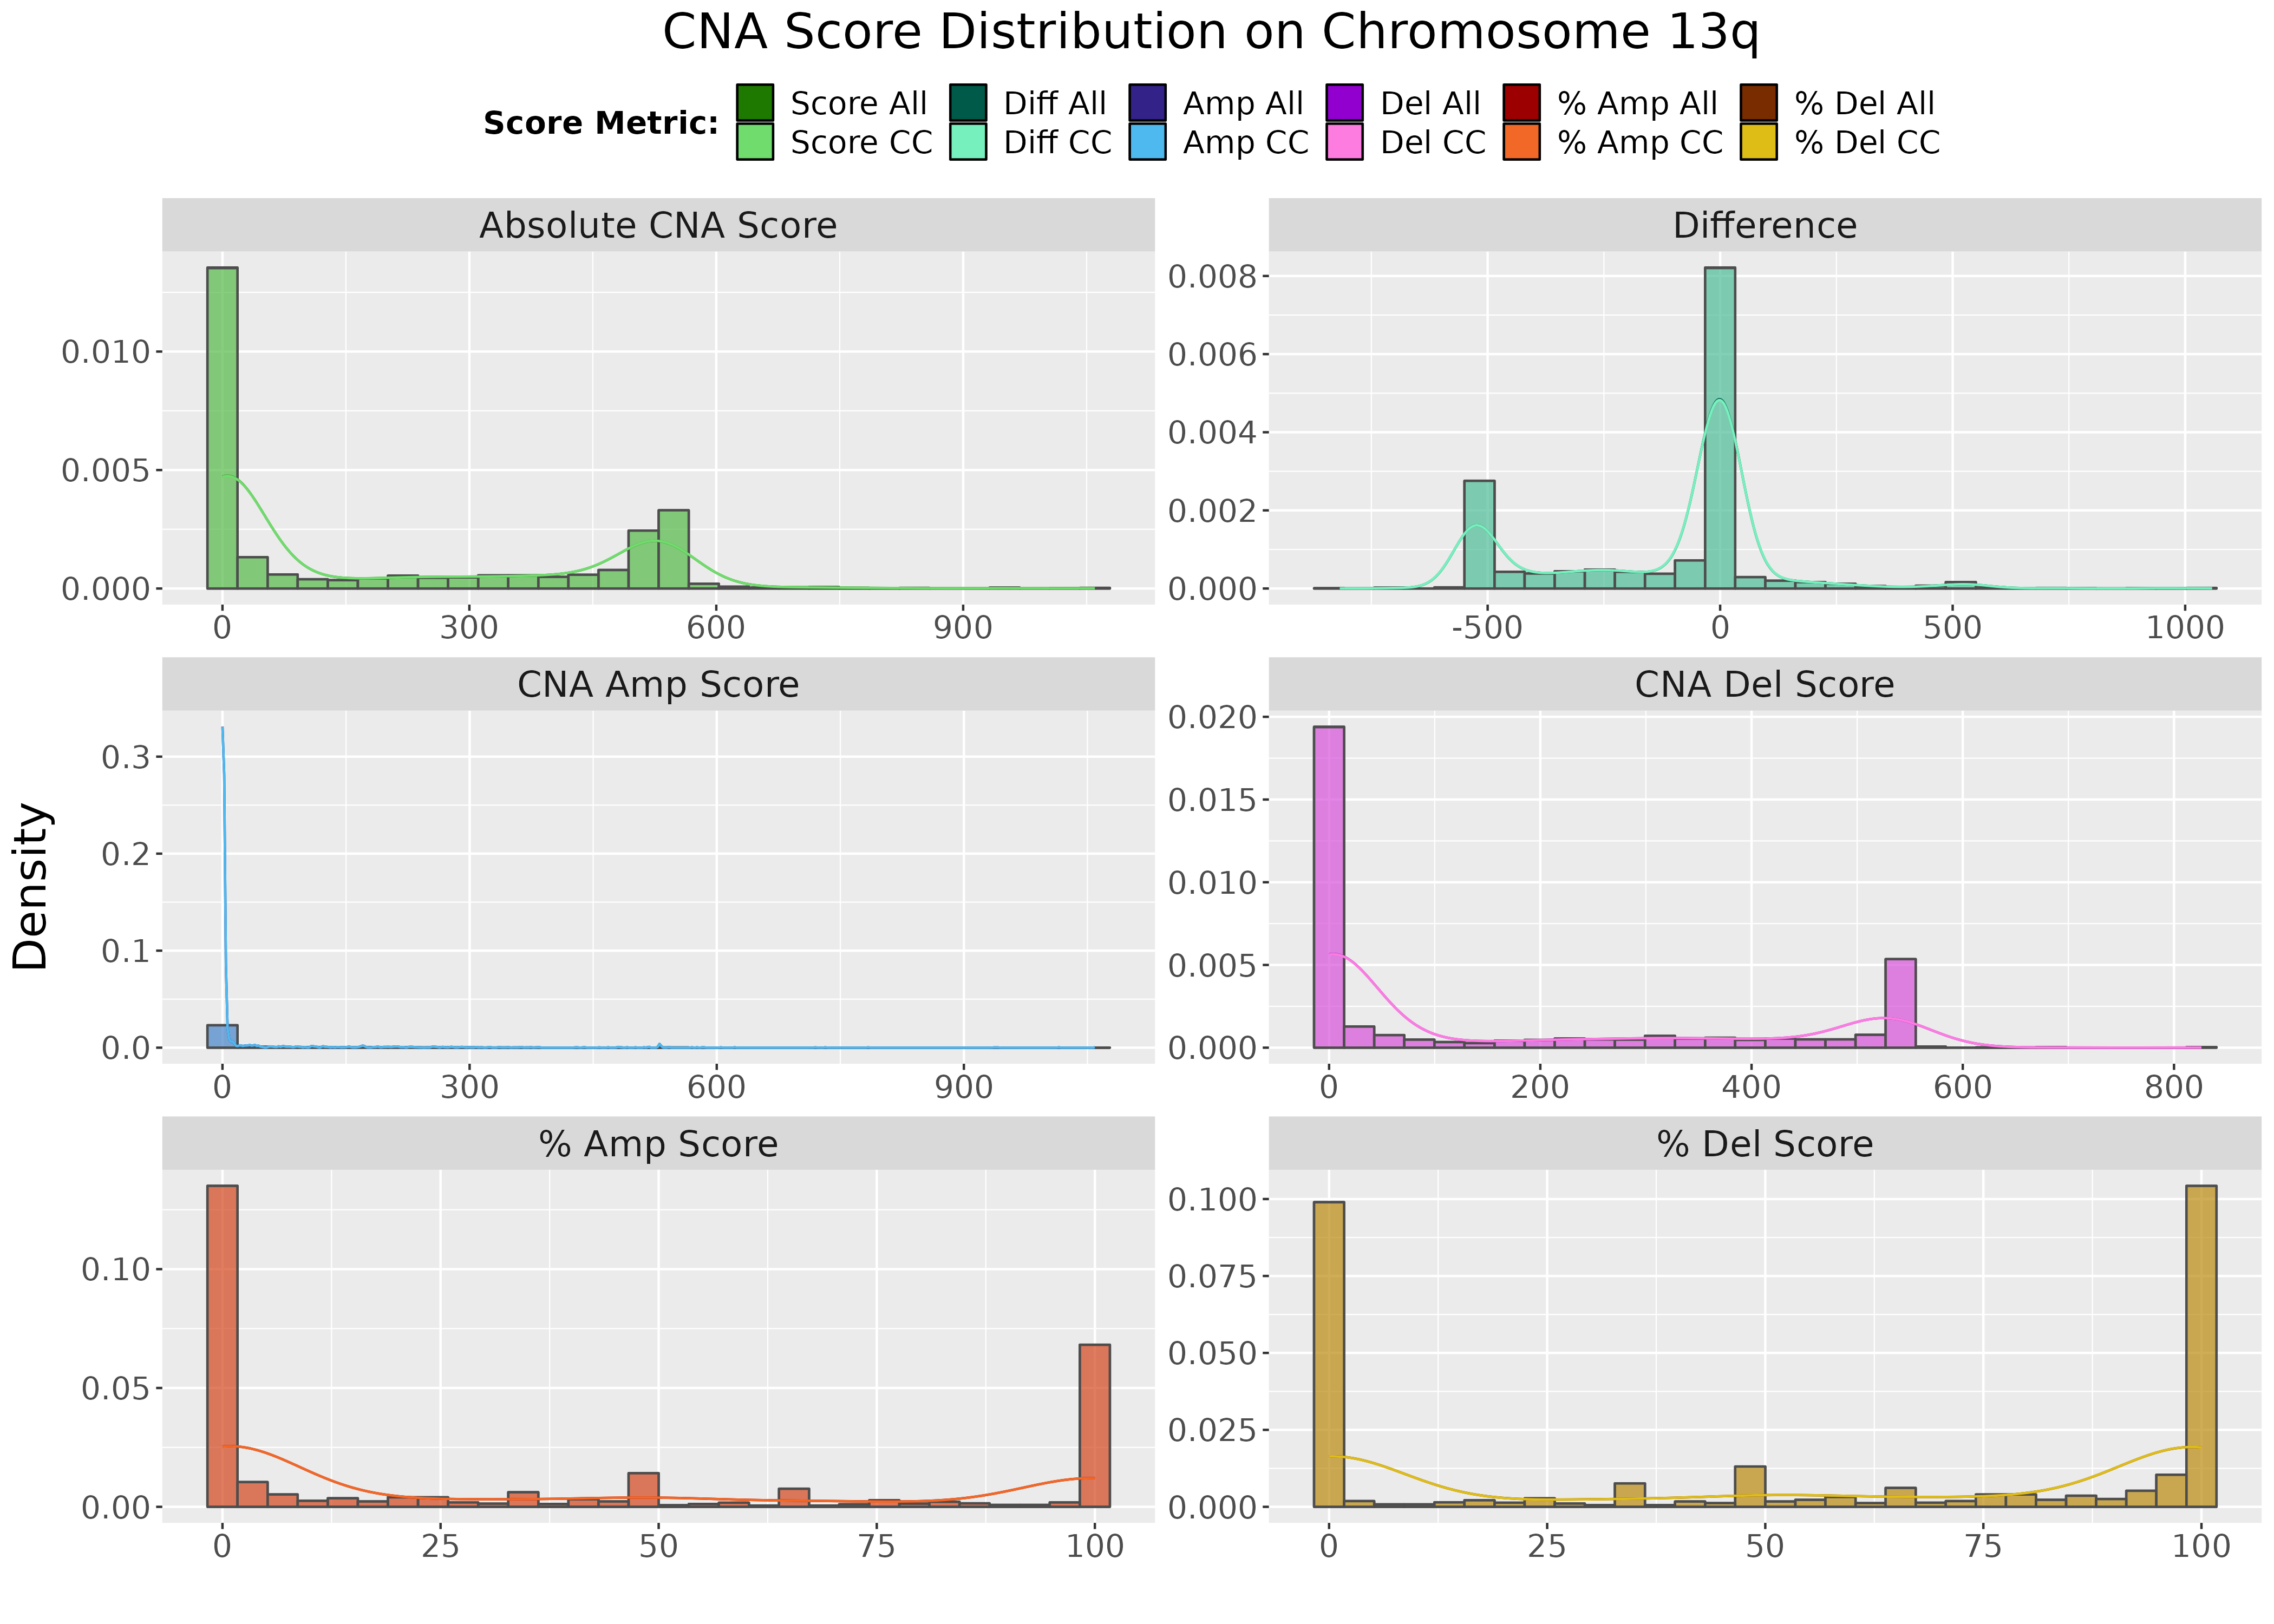 CNA Score Distribution on Chromosome 13q
Score Metric:
Score All Diff All Amp All Del All % Amp All % Del All
Score CC Diff CC Amp CC Del CC % Amp CC % Del CC
Absolute CNA Score
0.010
0.005
0.000
0 300 600 900
Difference
0.008
0.006
0.004
0.002
0.000
-500 0 500 1000
Density
CNA Amp Score
0.3
0.2
0.1
0.0
0 300 600 900
CNA Del Score
0.020
0.015
0.010
0.005
0.000
0 200 400 600 800
% Amp Score
0.10
0.05
0.00
0 25 50 75 100
% Del Score
0.100
0.075
0.050
0.025
0.000
0 25 50 75 100